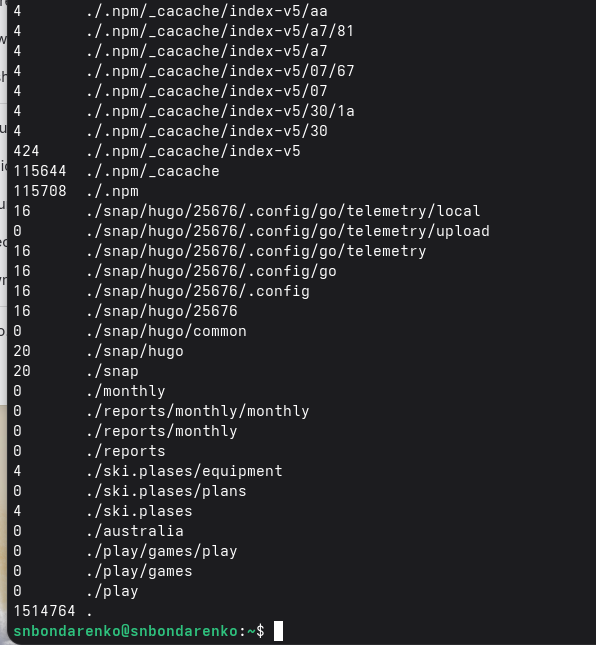 4       ./.npm/_cacache/index-v5/aa
4       ./.npm/_cacache/index-v5/a7/81
4       ./.npm/_cacache/index-v5/a7
4       ./.npm/_cacache/index-v5/07/67
4       ./.npm/_cacache/index-v5/07
4       ./.npm/_cacache/index-v5/30/1a
4       ./.npm/_cacache/index-v5/30
424     ./.npm/_cacache/index-v5
115644  ./.npm/_cacache
115708  ./.npm
16      ./snap/hugo/25676/.config/go/telemetry/local
0       ./snap/hugo/25676/.config/go/telemetry/upload
16      ./snap/hugo/25676/.config/go/telemetry
16      ./snap/hugo/25676/.config/go
16      ./snap/hugo/25676/.config
16      ./snap/hugo/25676
0       ./snap/hugo/common
20      ./snap/hugo
20      ./snap
0       ./monthly
0       ./reports/monthly/monthly
0       ./reports/monthly
0       ./reports
4       ./ski.plases/equipment
0       ./ski.plases/plans
4       ./ski.plases
0       ./australia
0       ./play/games/play
0       ./play/games
0       ./play
1514764 .
snbondarenko@snbondarenko:~$